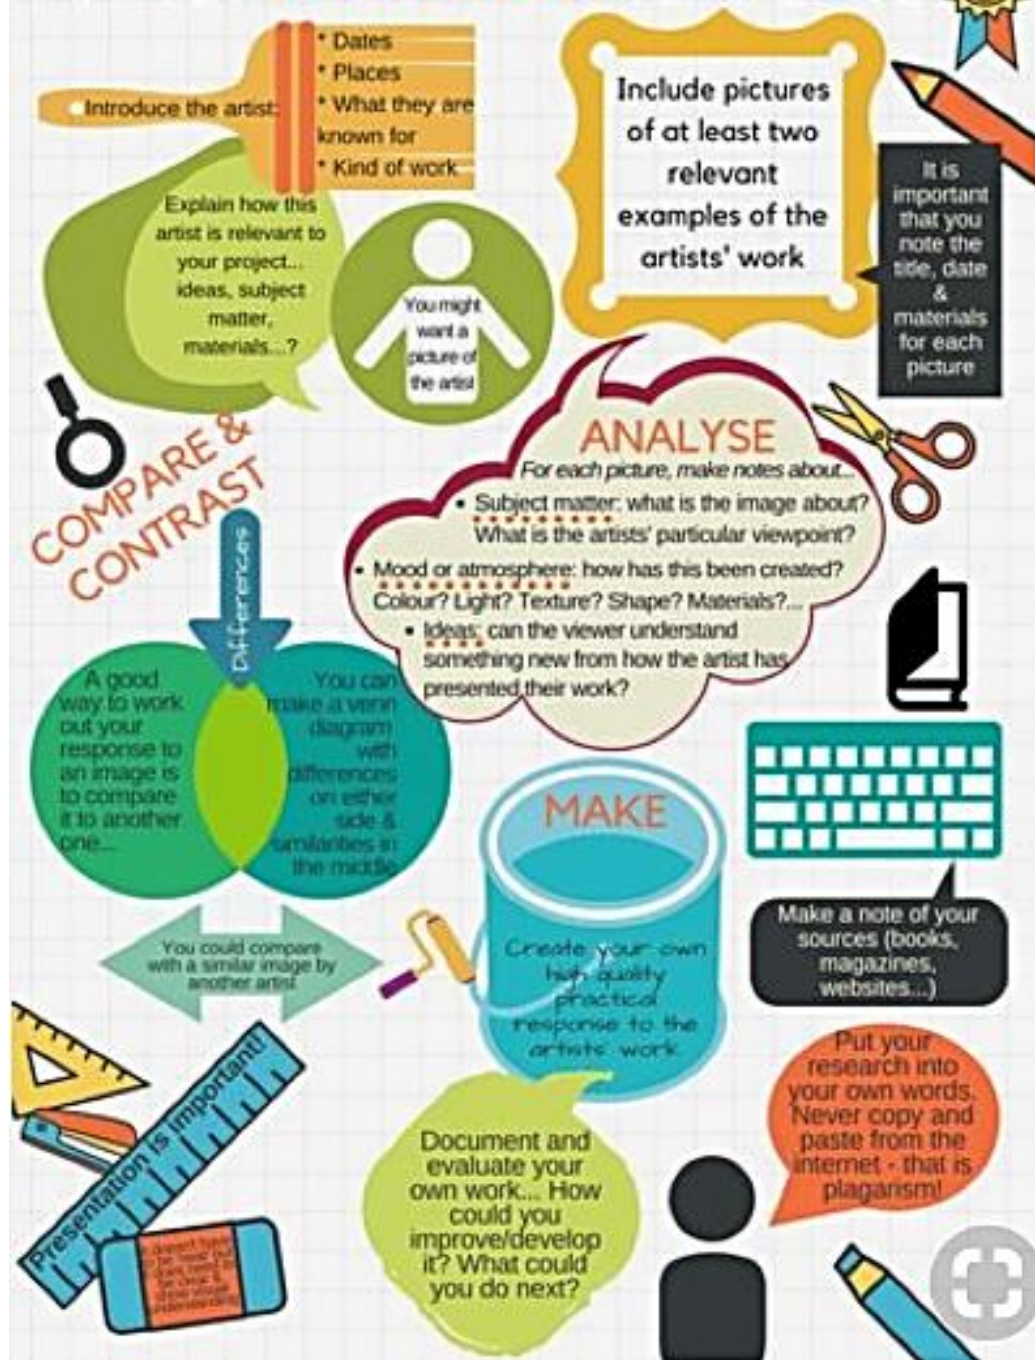 Introduce the artist:
* Dates
* Places
* What they are
known for
* Kind of work
Include pictures
of at least two
relevant
examples of the
artists' work
It is
important
that you
note the
title, date
&
materials
for each
picture
Explain how this
artist is relevant to
your project...
ideas, subject
matter,
materials...?
You might
want a
picture of
the artist
COMPARE &
CONTRAST
Differences
ANALYSE
For each picture, make notes about...
• Subject matter: what is the image about?
What is the artists' particular viewpoint?
• Mood or atmosphere: how has this been created?
Colour? Light? Texture? Shape? Materials?...
• Ideas: can the viewer understand
something new from how the artist has
presented their work?
A good
way to work
out your
response to
an image is
to compare
it to another
one...
You can
make a venn
diagram
with
differences
on either
side &
similarities in
the middle
You could compare
with a similar image by
another artist
MAKE
Create your own
high quality
practical
response to the
artists' work
Make a note of your
sources (books,
magazines,
websites...)
Put your
research into
your own words.
Never copy and
paste from the
internet - that is
plagarism!
Document and
evaluate your
own work... How
could you
improve/develop
it? What could
you do next?
Presentation is important!